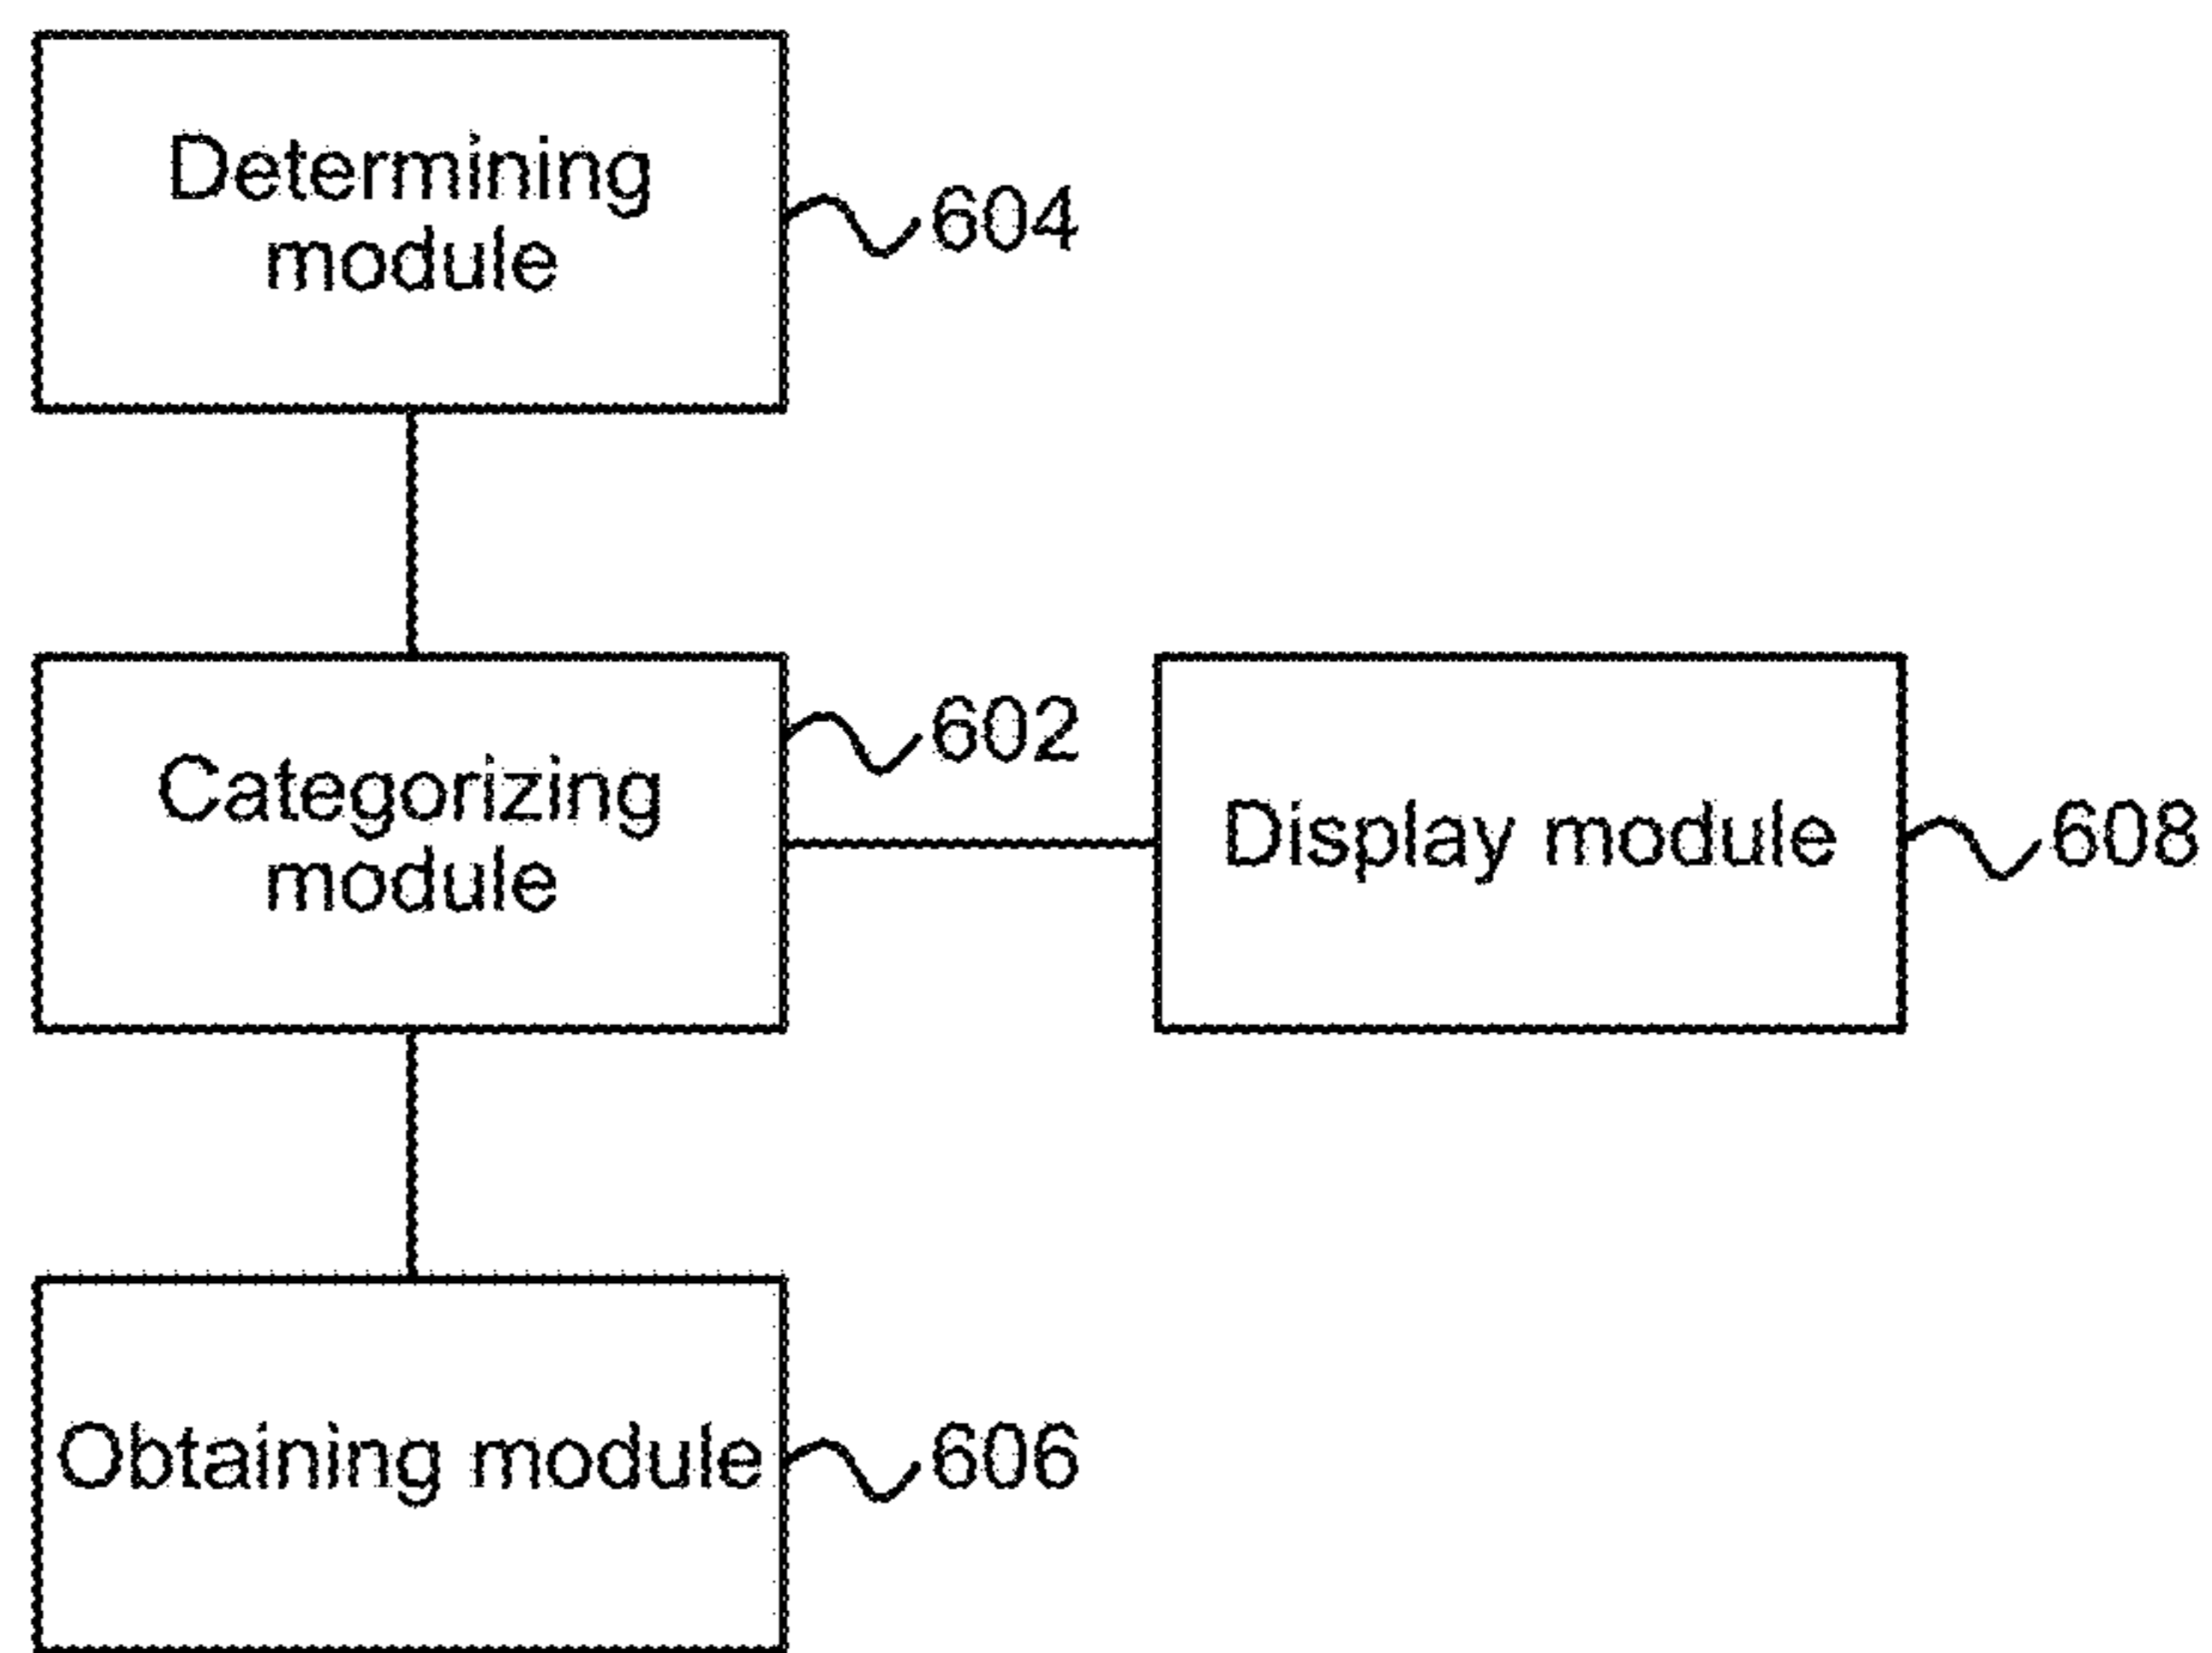 Determining
module
604
Categorizing
module
602
Display module
608
Obtaining module
606